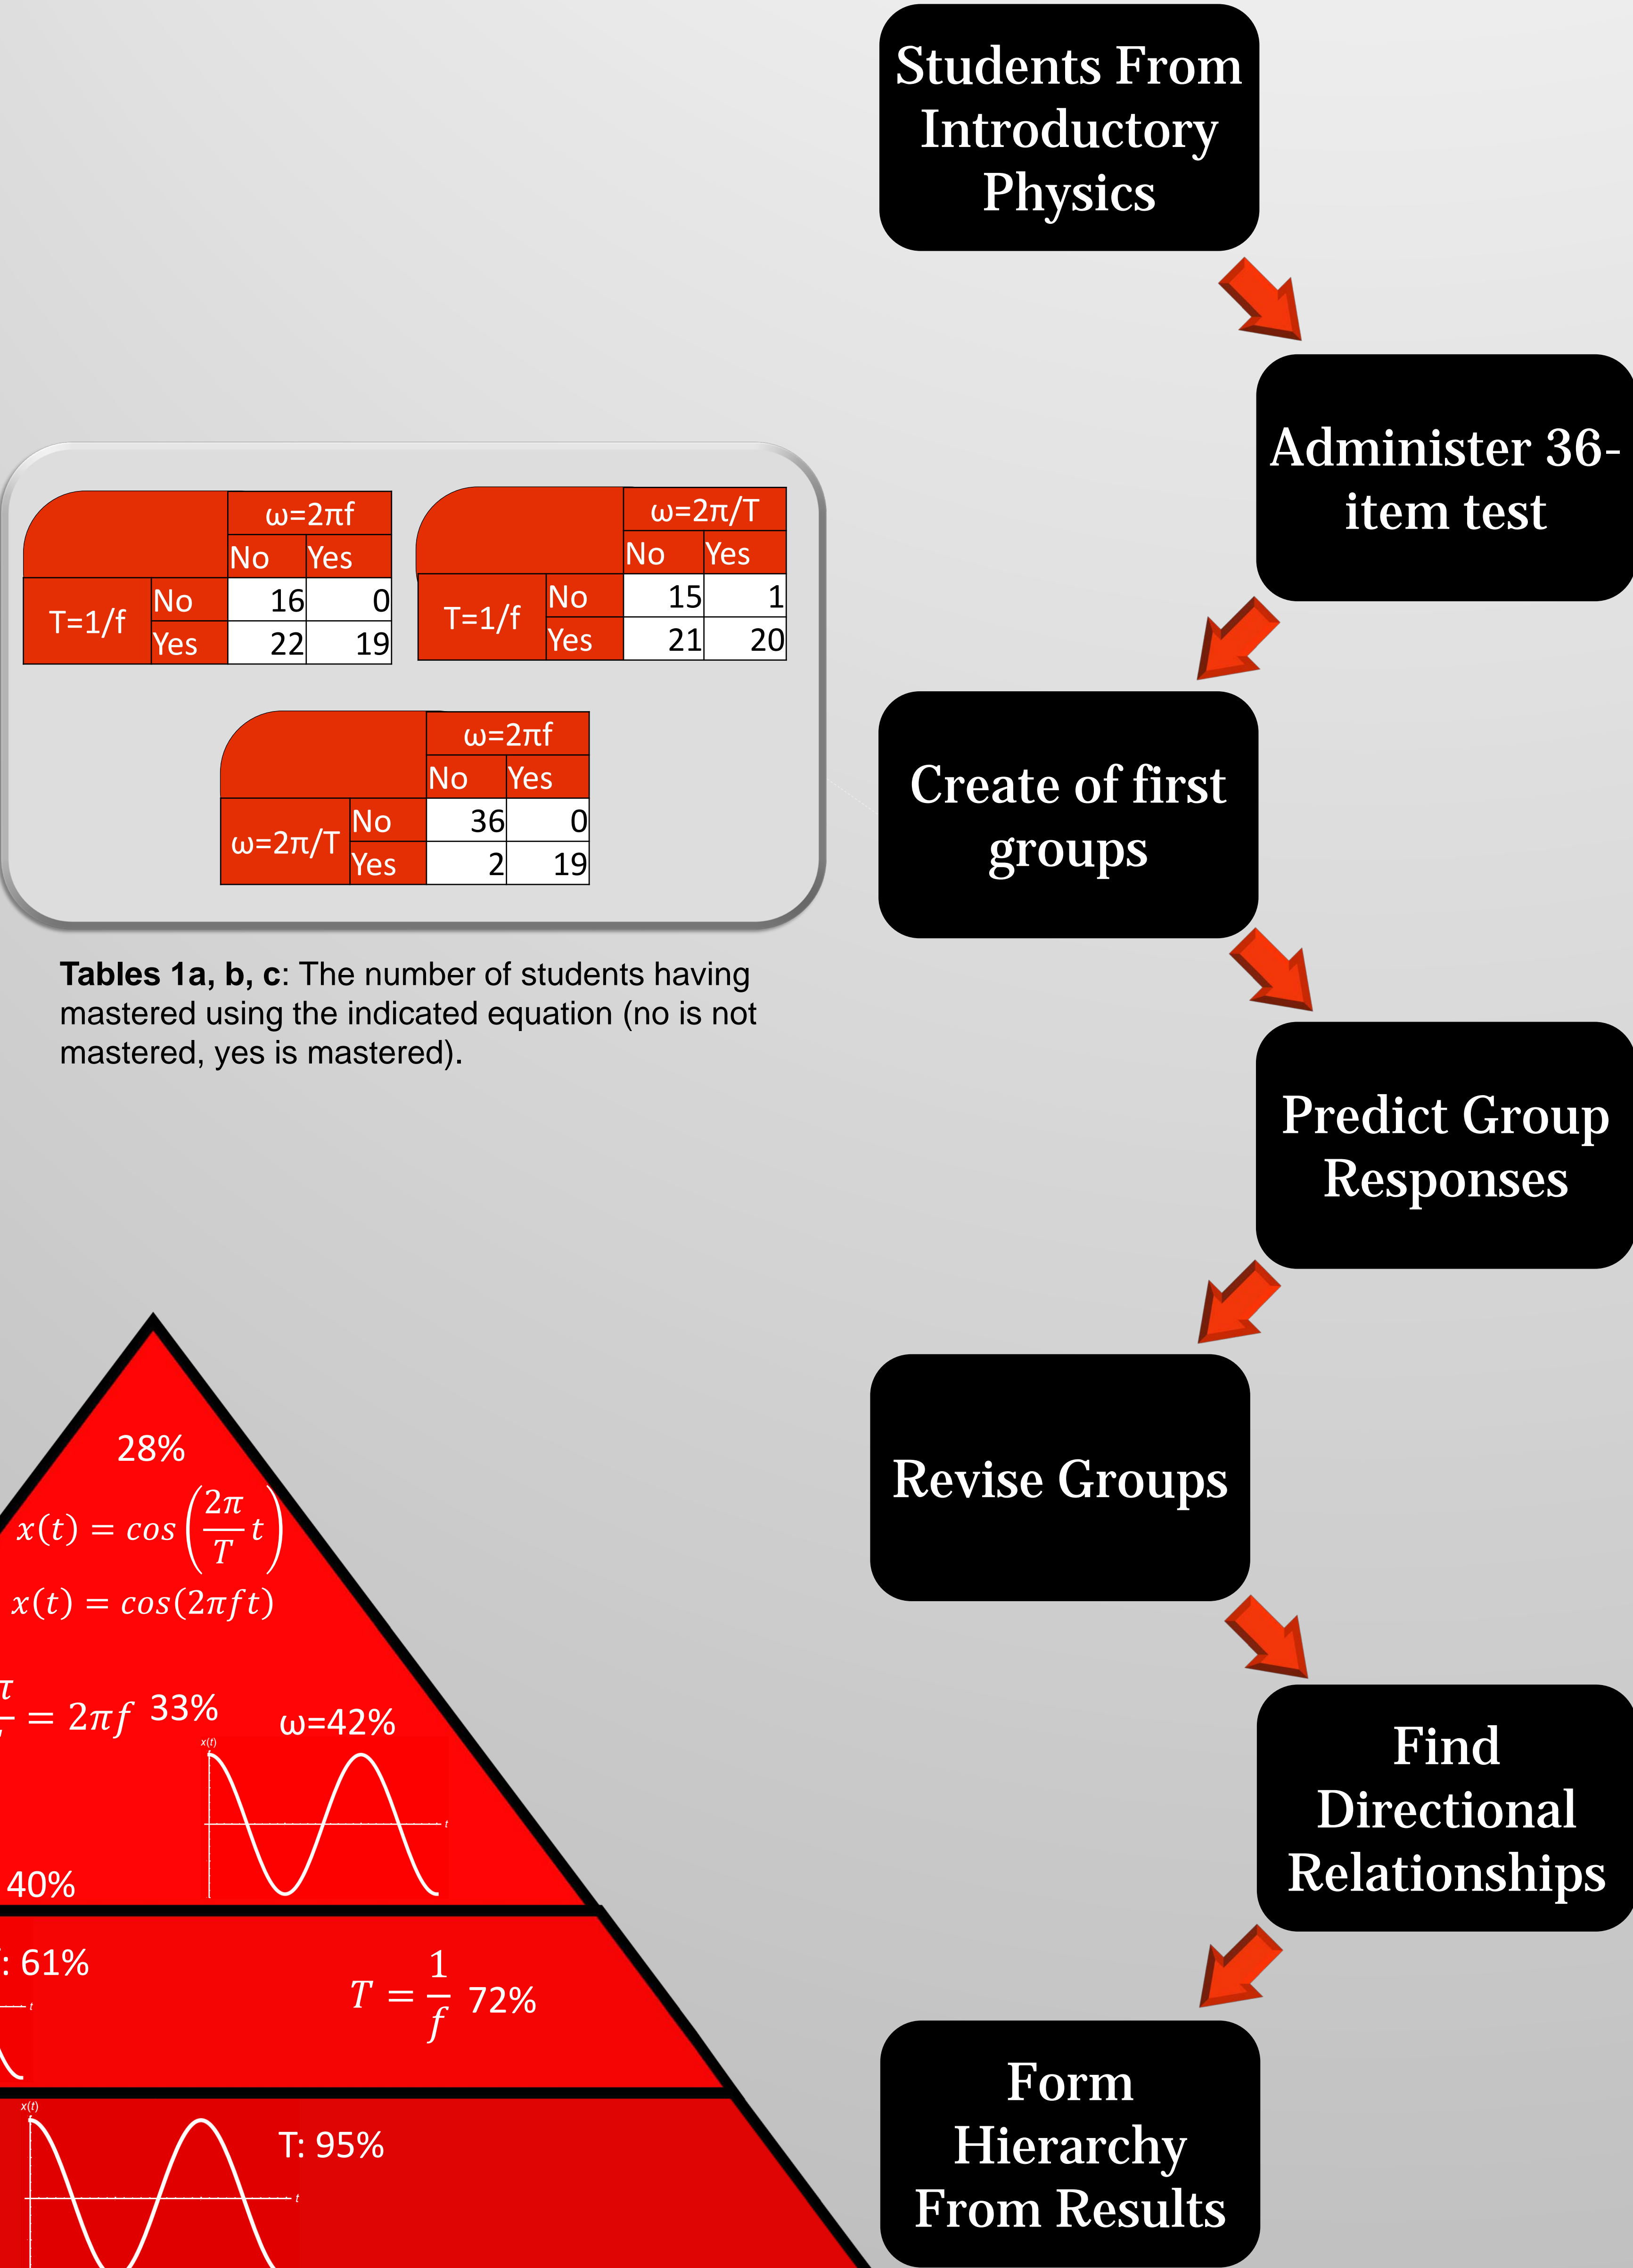 Students From
Introductory
Physics
Administer 36-
item test
Create of first
groups
Predict Group
Responses
Revise Groups
Find
Directional
Relationships
Form
Hierarchy
From Results
ω=2πf
No Yes
T=1/f No 16 0
Yes 22 19
ω=2π/T
No Yes
T=1/f No 15 1
Yes 21 20
ω=2πf
No Yes
ω=2π/T No 36 0
Yes 2 19
Tables 1a, b, c: The number of students having
mastered using the indicated equation (no is not
mastered, yes is mastered).
28%
x(t) = cos(2π/T t)
x(t) = cos(2πft)
= 2πf 33%
ω=42%
x(t)
t
40%
: 61%
t
T = 1/f 72%
x(t)
T: 95%
t